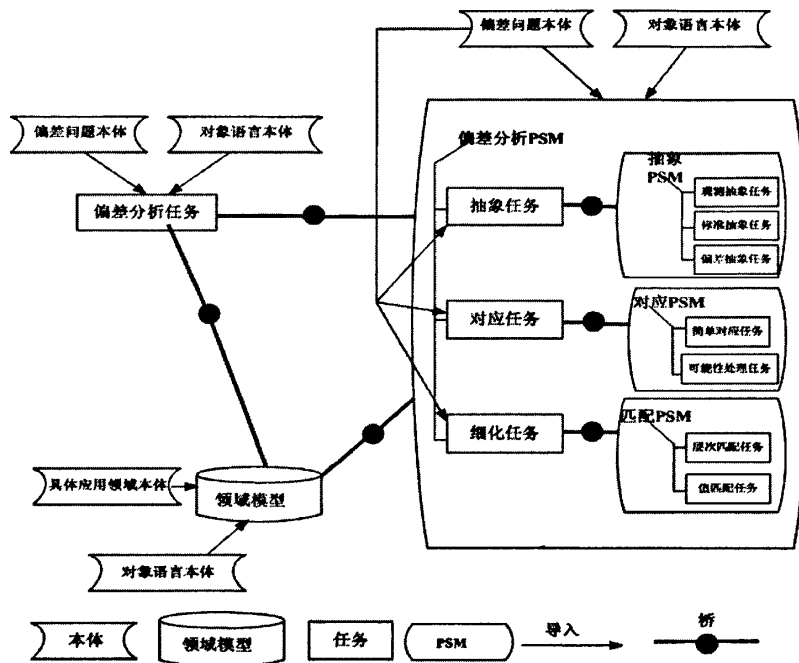 偏差问题本体
对象语言本体
偏差问题本体
对象语言本体
偏差分析PSM
偏差分析任务
抽象任务
抽象
PSM
观测抽象任务
标准抽象任务
偏差抽象任务
对应任务
对应PSM
简单对应任务
可能性处理任务
细化任务
匹配PSM
层次匹配任务
值匹配任务
具体应用领域本体
领域模型
对象语言本体
本体
领域模型
任务
PSM
导入
桥